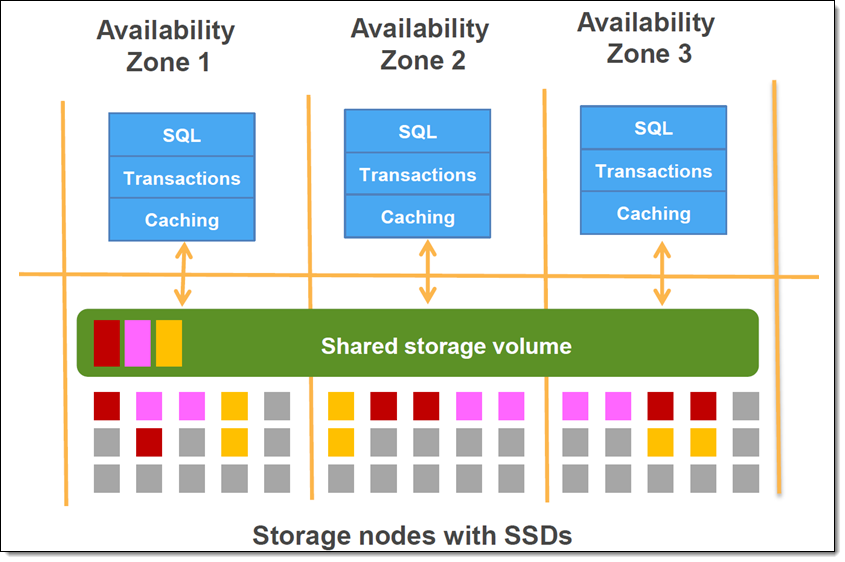 Availability
Zone 1
Availability
Zone 2
Availability
Zone 3
SQL
Transactions
Caching
SQL
Transactions
Caching
SQL
Transactions
Caching
Shared storage volume
Storage nodes with SSDs